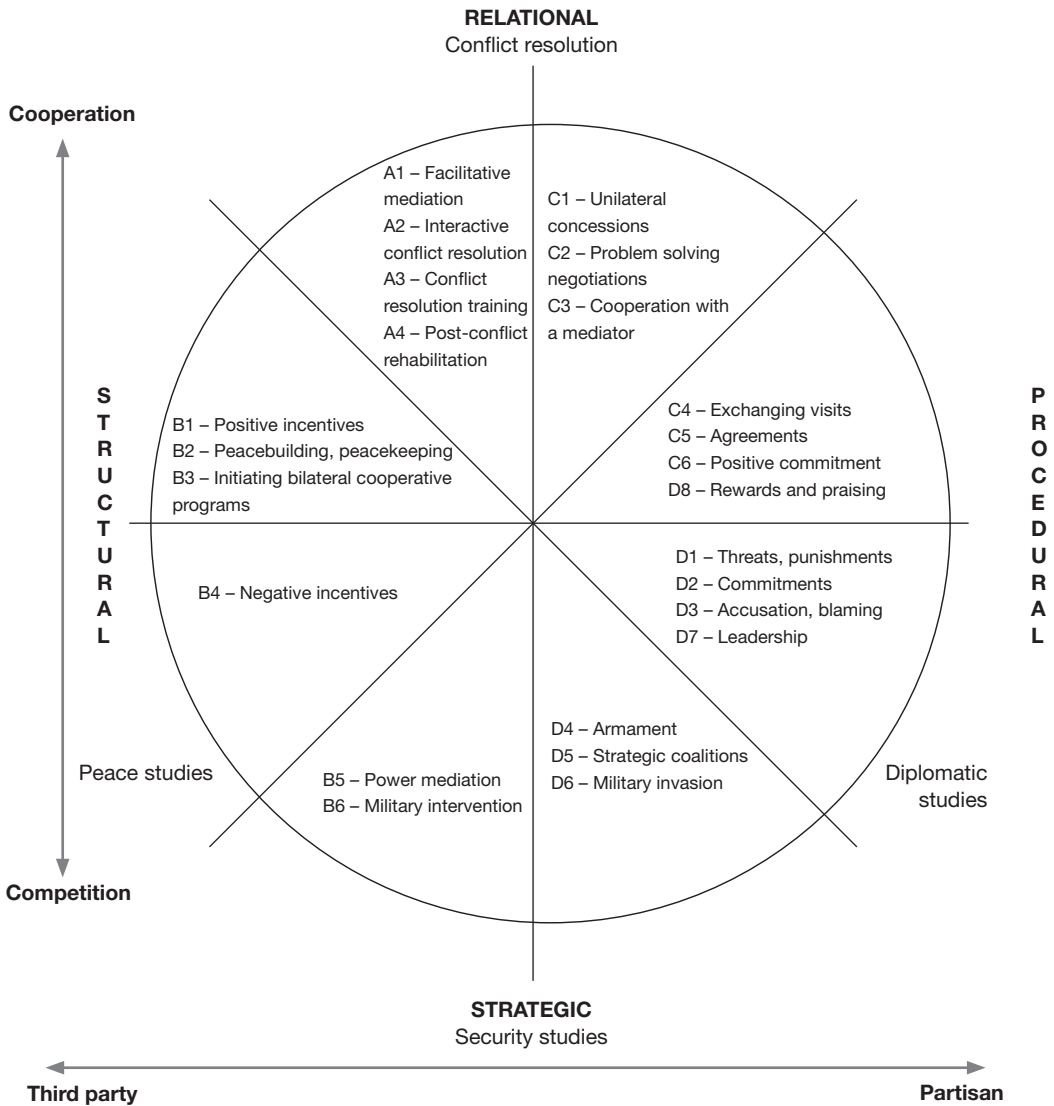 RELATIONAL
Conflict resolution
Cooperation
A1 – Facilitative
mediation
A2 – Interactive
conflict resolution
A3 – Conflict
resolution training
A4 – Post-conflict
rehabilitation
C1 – Unilateral
concessions
C2 – Problem solving
negotiations
C3 – Cooperation with
a mediator
STRUCTURAL
B1 – Positive incentives
B2 – Peacebuilding, peacekeeping
B3 – Initiating bilateral cooperative
programs
C4 – Exchanging visits
C5 – Agreements
C6 – Positive commitment
D8 – Rewards and praising
PROCEDURAL
B4 – Negative incentives
D1 – Threats, punishments
D2 – Commitments
D3 – Accusation, blaming
D7 – Leadership
Peace studies
B5 – Power mediation
B6 – Military intervention
D4 – Armament
D5 – Strategic coalitions
D6 – Military invasion
Diplomatic
studies
Competition
STRATEGIC
Security studies
Third party
Partisan